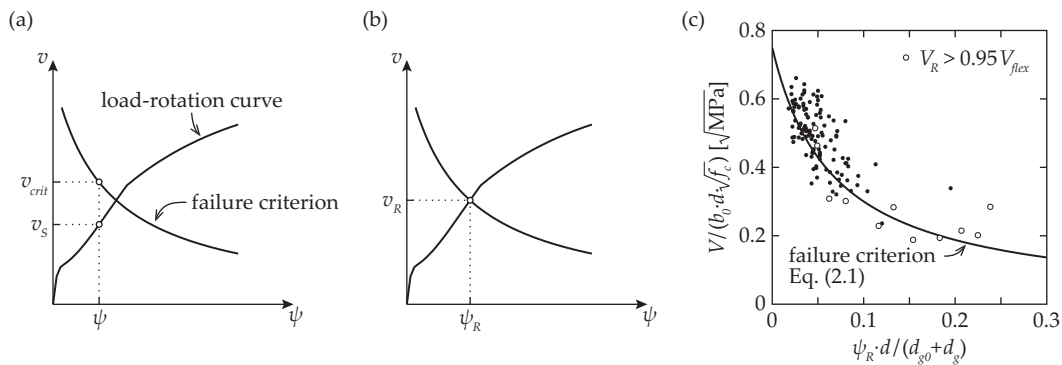 (a)
v
load-rotation curve
v_crit
failure criterion
v_S
ψ
ψ
(b)
v
v_R
ψ_R
ψ
(c)
0.8
0.6
0.4
0.2
0
V/(b_0·d·√f_c) [√MPa]
V_R > 0.95V_flex
failure criterion
Eq. (2.1)
0
0.1
0.2
0.3
ψ_R·d/(d_g0+d_g)